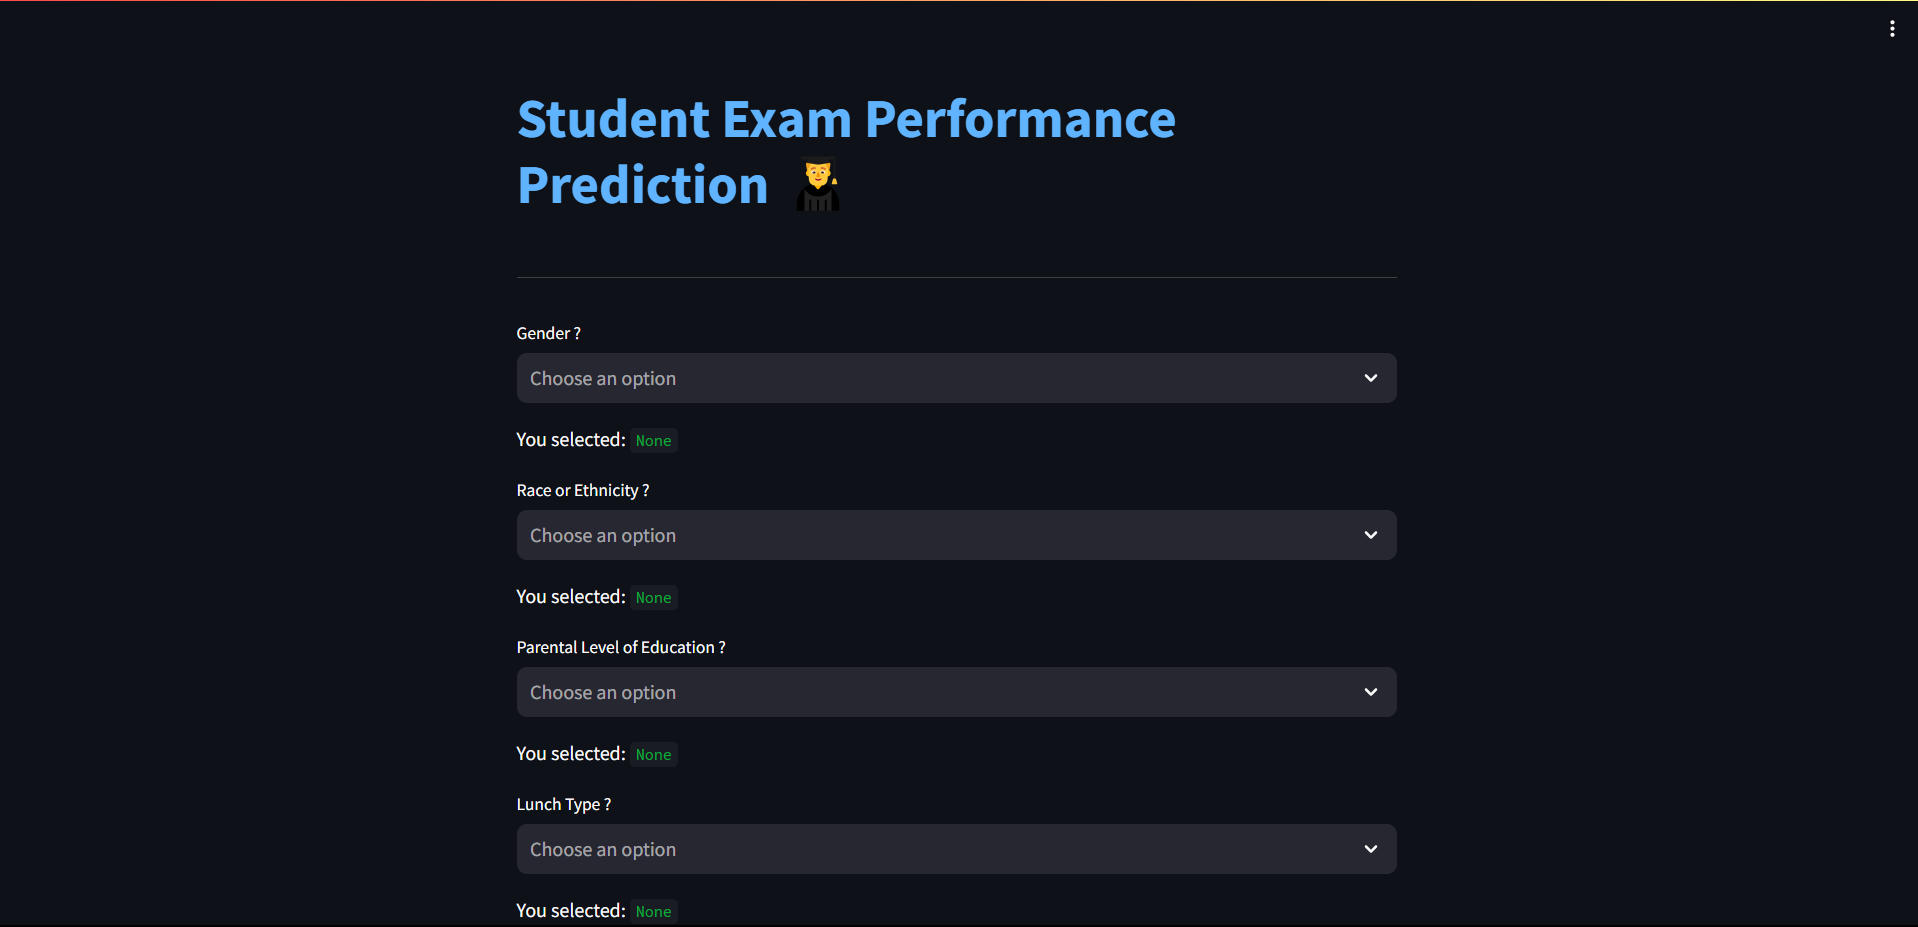 Student Exam Performance
Prediction
Gender ?
Choose an option
You selected: None
Race or Ethnicity ?
Choose an option
You selected: None
Parental Level of Education ?
Choose an option
You selected: None
Lunch Type ?
Choose an option
You selected: None